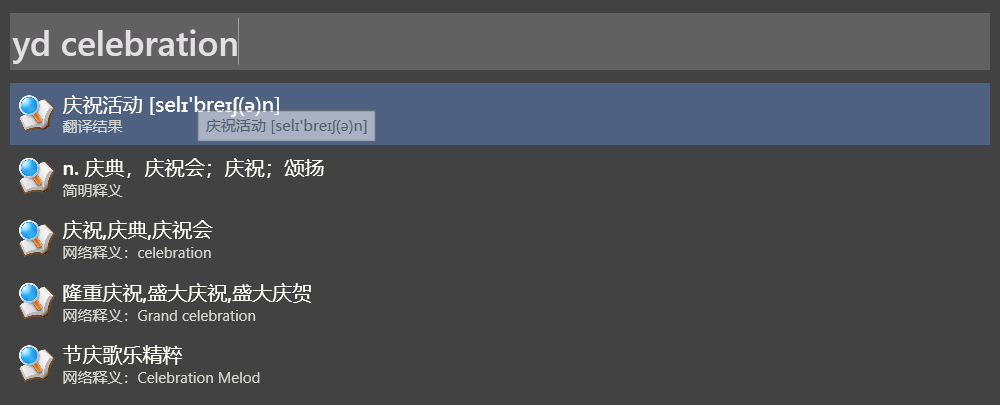 yd celebration
庆祝活动 [selɪ'breɪʃ(ə)n]
翻译结果
庆祝活动 [selɪ'breɪʃ(ə)n]
n. 庆典，庆祝会；庆祝；颂扬
简明释义
庆祝,庆典,庆祝会
网络释义：celebration
隆重庆祝,盛大庆祝,盛大庆贺
网络释义：Grand celebration
节庆歌乐精粹
网络释义：Celebration Melod